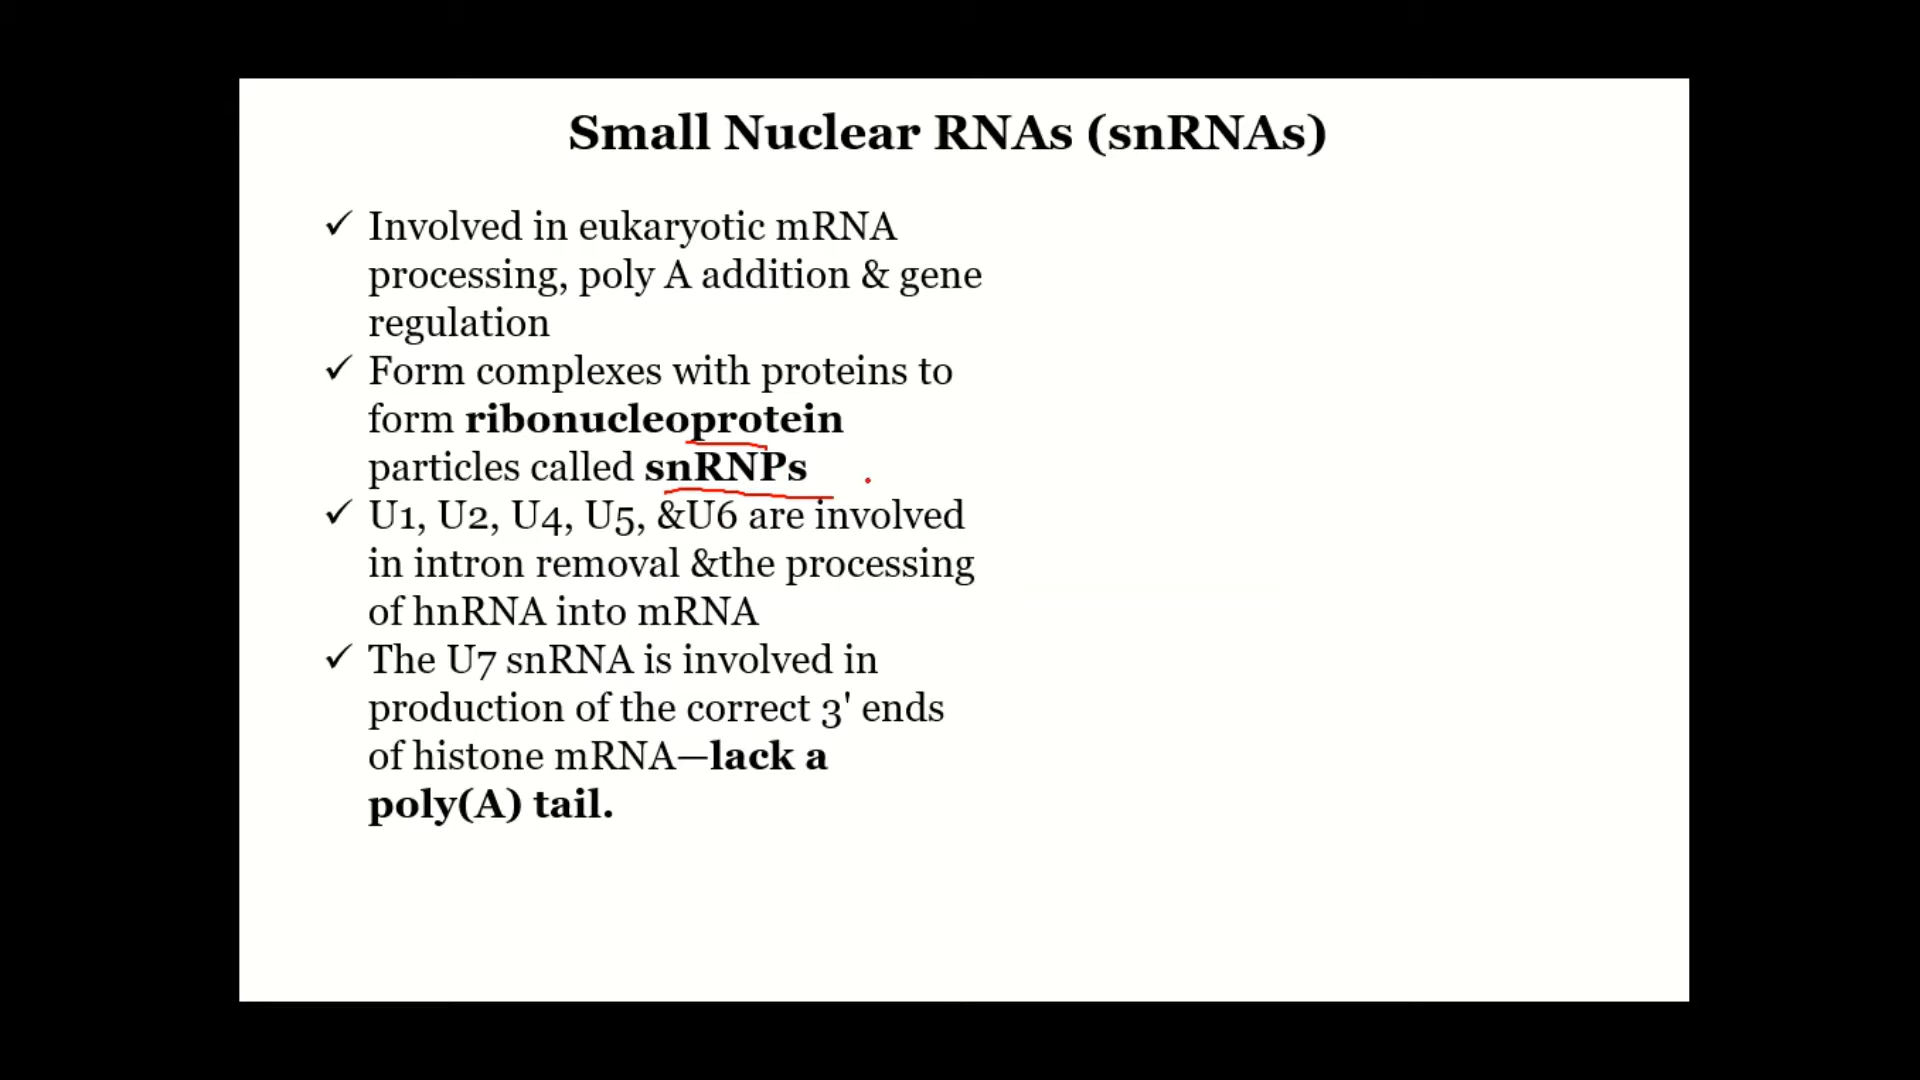 Small Nuclear RNAs (snRNAs)
✓ Involved in eukaryotic mRNA
processing, poly A addition & gene
regulation
✓ Form complexes with proteins to
form ribonucleoprotein
particles called snRNPs
✓ U1, U2, U4, U5, &U6 are involved
in intron removal &the processing
of hnRNA into mRNA
✓ The U7 snRNA is involved in
production of the correct 3' ends
of histone mRNA—lack a
poly(A) tail.